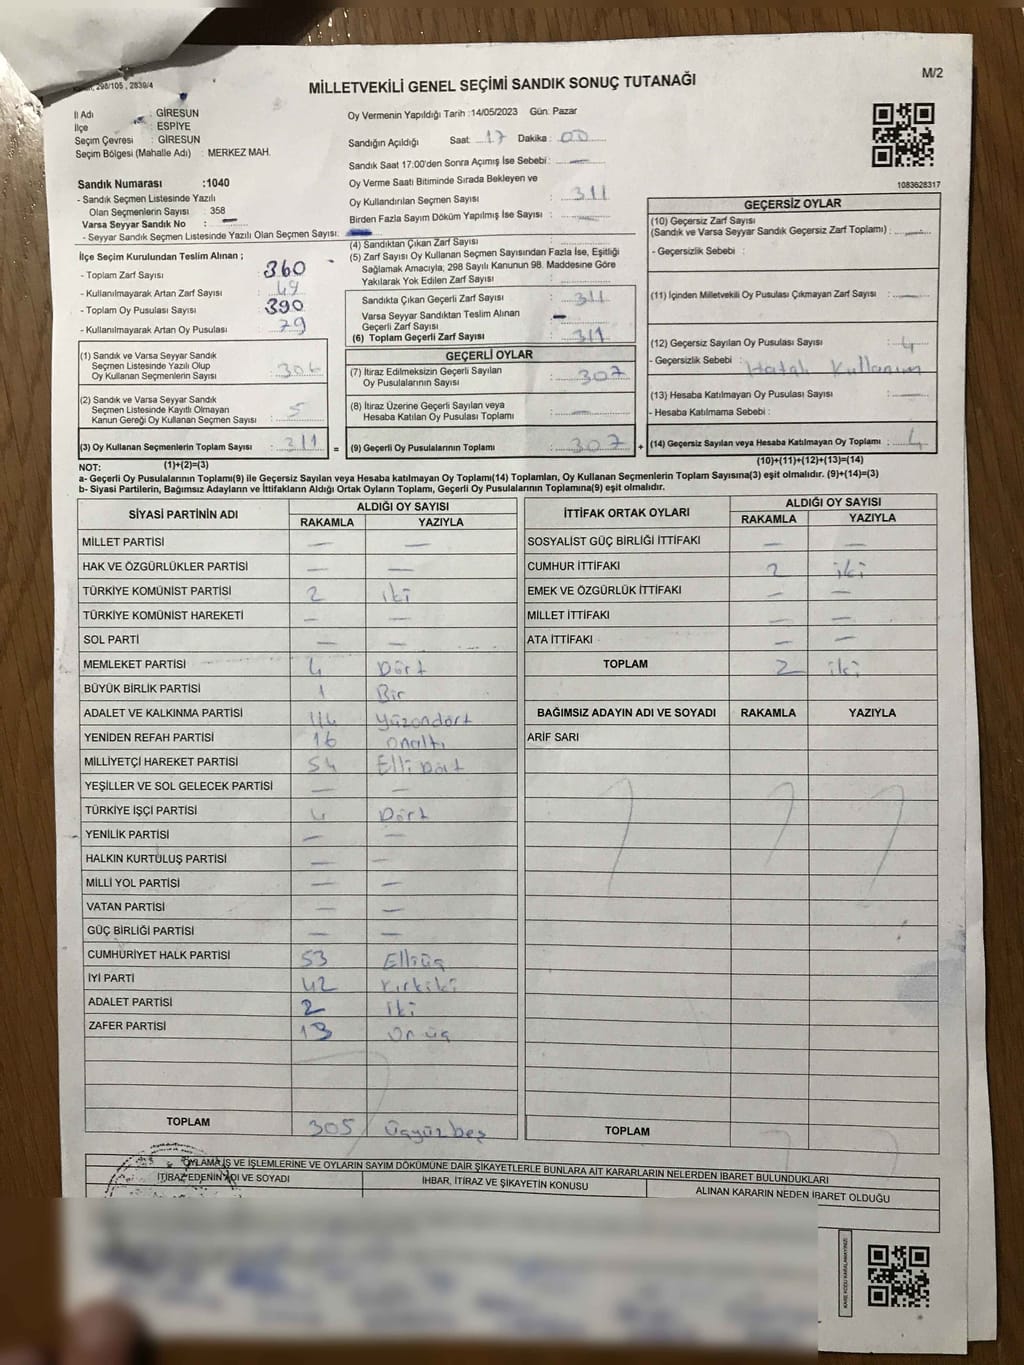 298/105 , 2839/4
MİLLETVEKİLİ GENEL SEÇİMİ SANDIK SONUÇ TUTANAĞI
M/2
İl Adı : GİRESUN
İlçe : ESPİYE
Seçim Çevresi : GİRESUN
Seçim Bölgesi (Mahalle Adı) : MERKEZ MAH.
Sandık Numarası :1040
- Sandık Seçmen Listesinde Yazılı
Olan Seçmenlerin Sayısı : 358
Varsa Seyyar Sandık No : —
- Seyyar Sandık Seçmen Listesinde Yazılı Olan Seçmen Sayısı:
Oy Vermenin Yapıldığı Tarih :14/05/2023 Gün: Pazar
Sandığın Açıldığı Saat: 17 Dakika : 00
Sandık Saat 17:00'den Sonra Açımış İse Sebebi : —
Oy Verme Saati Bitiminde Sırada Bekleyen ve
Oy Kullandırılan Seçmen Sayısı : 311
Birden Fazla Sayım Döküm Yapılmış İse Sayısı : —
1083628317
İlçe Seçim Kurulundan Teslim Alınan ;
- Toplam Zarf Sayısı : 360
- Kullanılmayarak Artan Zarf Sayısı : 49
- Toplam Oy Pusulası Sayısı : 390
- Kullanılmayarak Artan Oy Pusulası : 79
(4) Sandıktan Çıkan Zarf Sayısı :
(5) Zarf Sayısı Oy Kullanan Seçmen Sayısından Fazla İse, Eşitliği
Sağlamak Amacıyla; 298 Sayılı Kanunun 98. Maddesine Göre
Yakılarak Yok Edilen Zarf Sayısı :
Sandıkta Çıkan Geçerli Zarf Sayısı : 311
Varsa Seyyar Sandıktan Teslim Alınan
Geçerli Zarf Sayısı : —
(6) Toplam Geçerli Zarf Sayısı : 311
GEÇERSİZ OYLAR
(10) Geçersiz Zarf Sayısı
(Sandık ve Varsa Seyyar Sandık Geçersiz Zarf Toplamı) : —
- Geçersizlik Sebebi :
(11) İçinden Milletvekili Oy Pusulası Çıkmayan Zarf Sayısı : —
(12) Geçersiz Sayılan Oy Pusulası Sayısı : 4
- Geçersizlik Sebebi : Hatalı Kullanım
(13) Hesaba Katılmayan Oy Pusulası Sayısı : —
- Hesaba Katılmama Sebebi :
(14) Geçersiz Sayılan veya Hesaba Katılmayan Oy Toplamı : 4
(10)+(11)+(12)+(13)=(14)
(1) Sandık ve Varsa Seyyar Sandık
Seçmen Listesinde Yazılı Olup
Oy Kullanan Seçmenlerin Sayısı : 306
(2) Sandık ve Varsa Seyyar Sandık
Seçmen Listesinde Kayıtlı Olmayan
Kanun Gereği Oy Kullanan Seçmen Sayısı : 5
(3) Oy Kullanan Seçmenlerin Toplam Sayısı : 311 =
(1)+(2)=(3)
GEÇERLİ OYLAR
(7) İtiraz Edilmeksizin Geçerli Sayılan
Oy Pusulalarının Sayısı : 307
(8) İtiraz Üzerine Geçerli Sayılan veya
Hesaba Katılan Oy Pusulası Toplamı : —
(9) Geçerli Oy Pusulalarının Toplamı : 307 +
NOT:
a- Geçerli Oy Pusulalarının Toplamı(9) ile Geçersiz Sayılan veya Hesaba katılmayan Oy Toplamı(14) Toplamları, Oy Kullanan Seçmenlerin Toplam Sayısına(3) eşit olmalıdır. (9)+(14)=(3)
b- Siyasi Partilerin, Bağımsız Adayların ve İttifakların Aldığı Ortak Oyların Toplamı, Geçerli Oy Pusulalarının Toplamına(9) eşit olmalıdır.
SİYASİ PARTİNİN ADI ALDIĞI OY SAYISI
RAKAMLA YAZIYLA
MİLLET PARTİSİ — —
HAK VE ÖZGÜRLÜKLER PARTİSİ — —
TÜRKİYE KOMÜNİST PARTİSİ 2 iki
TÜRKİYE KOMÜNİST HAREKETİ — —
SOL PARTİ — —
MEMLEKET PARTİSİ 4 Dört
BÜYÜK BİRLİK PARTİSİ 1 Bir
ADALET VE KALKINMA PARTİSİ 114 Yüzondört
YENİDEN REFAH PARTİSİ 16 onaltı
MİLLİYETÇİ HAREKET PARTİSİ 54 Elli Dört
YEŞİLLER VE SOL GELECEK PARTİSİ — —
TÜRKİYE İŞÇİ PARTİSİ 4 Dört
YENİLİK PARTİSİ — —
HALKIN KURTULUŞ PARTİSİ — —
MİLLİ YOL PARTİSİ — —
VATAN PARTİSİ — —
GÜÇ BİRLİĞİ PARTİSİ — —
CUMHURİYET HALK PARTİSİ 53 Elliüç
İYİ PARTİ 42 kırkiki
ADALET PARTİSİ 2 iki
ZAFER PARTİSİ 13 On üç
TOPLAM 305 üçyüzbeş
İTTİFAK ORTAK OYLARI ALDIĞI OY SAYISI
RAKAMLA YAZIYLA
SOSYALİST GÜÇ BİRLİĞİ İTTİFAKI — —
CUMHUR İTTİFAKI 2 iki
EMEK VE ÖZGÜRLÜK İTTİFAKI — —
MİLLET İTTİFAKI — —
ATA İTTİFAKI — —
TOPLAM 2 iki
BAĞIMSIZ ADAYIN ADI VE SOYADI RAKAMLA YAZIYLA
ARİF SARI
TOPLAM
OYLAMA İŞ VE İŞLEMLERİNE VE OYLARIN SAYIM DÖKÜMÜNE DAİR ŞİKAYETLERLE BUNLARA AİT KARARLARIN NELERDEN İBARET BULUNDUKLARI
İTİRAZ EDENİN ADI VE SOYADI İHBAR, İTİRAZ VE ŞİKAYETİN KONUSU ALINAN KARARIN NEDEN İBARET OLDUĞU